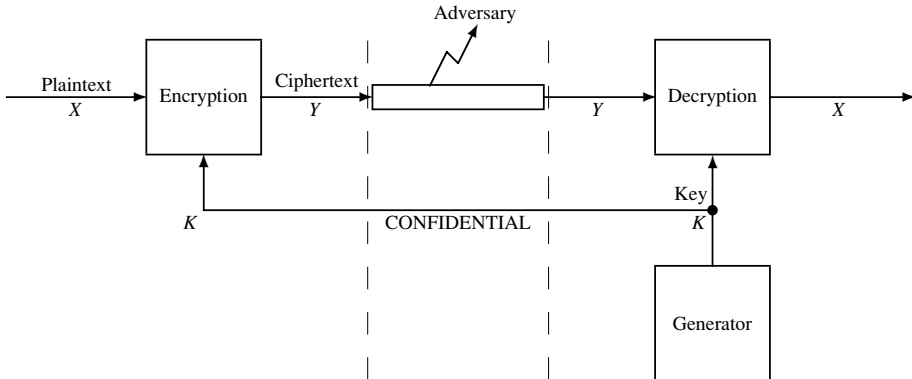 Adversary
Plaintext
X
Encryption
Ciphertext
Y
Y
Decryption
X
Key
K
CONFIDENTIAL
K
Generator